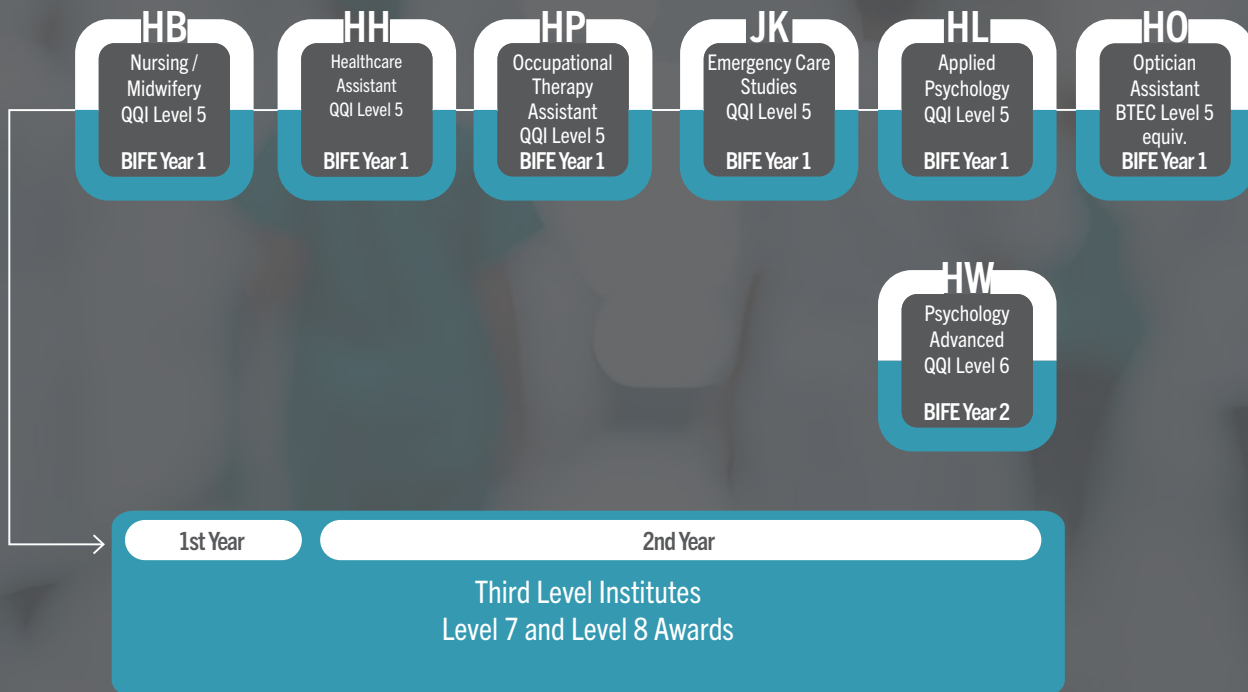 HB
Nursing /
Midwifery
QQI Level 5
BIFE Year 1
HH
Healthcare
Assistant
QQI Level 5
BIFE Year 1
HP
Occupational
Therapy
Assistant
QQI Level 5
BIFE Year 1
JK
Emergency Care
Studies
QQI Level 5
BIFE Year 1
HL
Applied
Psychology
QQI Level 5
BIFE Year 1
HO
Optician
Assistant
BTEC Level 5
equiv.
BIFE Year 1
HW
Psychology
Advanced
QQI Level 6
BIFE Year 2
1st Year
2nd Year
Third Level Institutes
Level 7 and Level 8 Awards